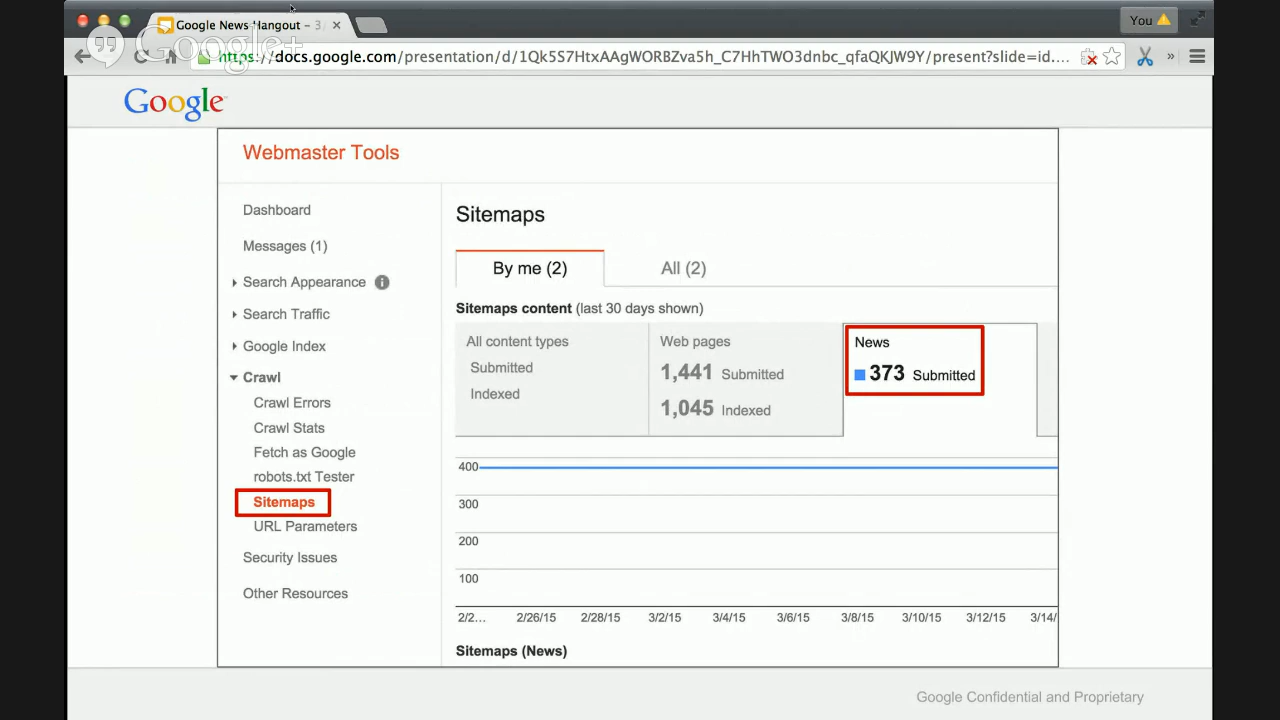 Google News Hangout – 3/
You
Google+
https://docs.google.com/presentation/d/1Qk5S7HtxAAgWORBZva5h_C7HhTWO3dnbc_qfaQKJW9Y/present?slide=id....
Google
Webmaster Tools
Dashboard
Messages (1)
Search Appearance
Search Traffic
Google Index
Crawl
Crawl Errors
Crawl Stats
Fetch as Google
robots.txt Tester
Sitemaps
URL Parameters
Security Issues
Other Resources
Sitemaps
By me (2) All (2)
Sitemaps content (last 30 days shown)
All content types
Submitted
Indexed
Web pages
1,441 Submitted
1,045 Indexed
News
373 Submitted
400
300
200
100
2/2... 2/26/15 2/28/15 3/2/15 3/4/15 3/6/15 3/8/15 3/10/15 3/12/15 3/14/
Sitemaps (News)
Google Confidential and Proprietary